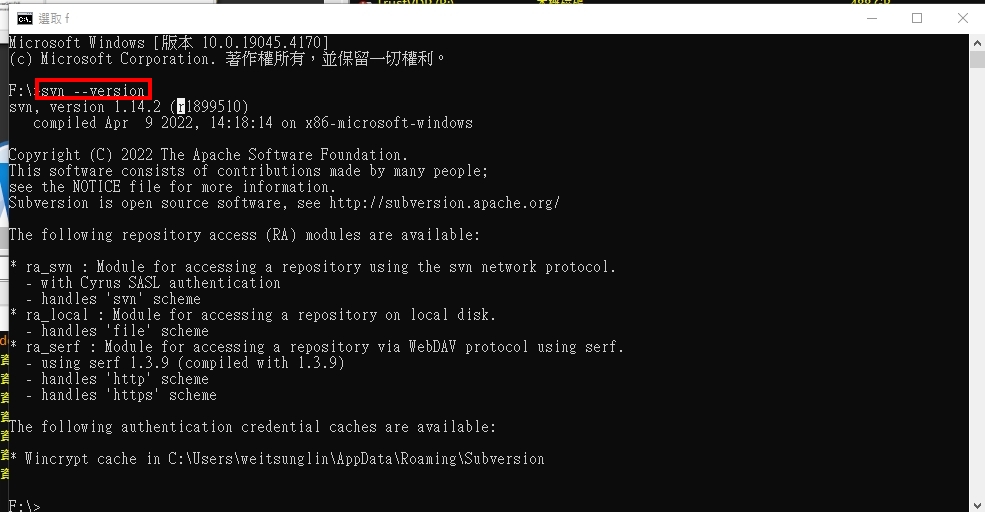 選取 f
Microsoft Windows [版本 10.0.19045.4170]
(c) Microsoft Corporation. 著作權所有，並保留一切權利。
F:\>svn --version
svn, version 1.14.2 (r1899510)
compiled Apr  9 2022, 14:18:14 on x86-microsoft-windows
Copyright (C) 2022 The Apache Software Foundation.
This software consists of contributions made by many people;
see the NOTICE file for more information.
Subversion is open source software, see http://subversion.apache.org/
The following repository access (RA) modules are available:
* ra_svn : Module for accessing a repository using the svn network protocol.
- with Cyrus SASL authentication
- handles 'svn' scheme
* ra_local : Module for accessing a repository on local disk.
- handles 'file' scheme
* ra_serf : Module for accessing a repository via WebDAV protocol using serf.
- using serf 1.3.9 (compiled with 1.3.9)
- handles 'http' scheme
- handles 'https' scheme
The following authentication credential caches are available:
* Wincrypt cache in C:\Users\weitsunglin\AppData\Roaming\Subversion
F:\>